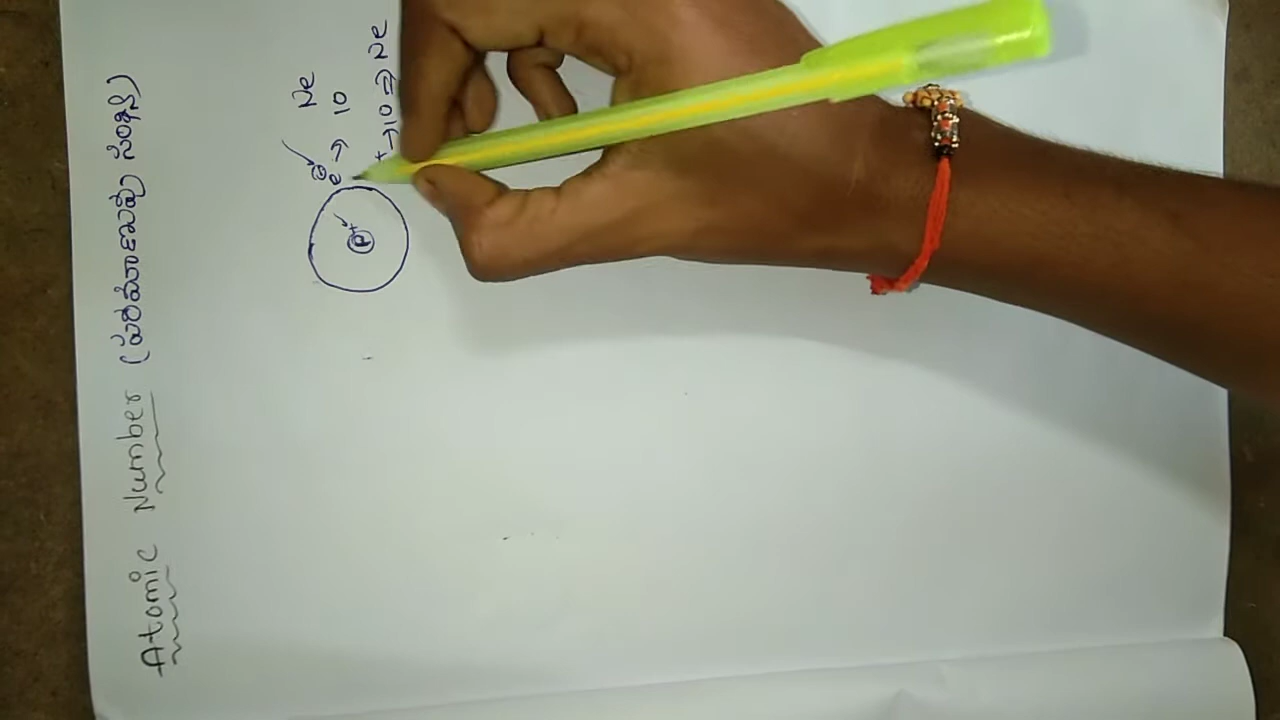 Atomic Number (ಪರಮಾಣುವು ಸಂಖ್ಯೆ)
Ne
e⁻
e → 10
+ → 10 ⇒ Ne
P⁺